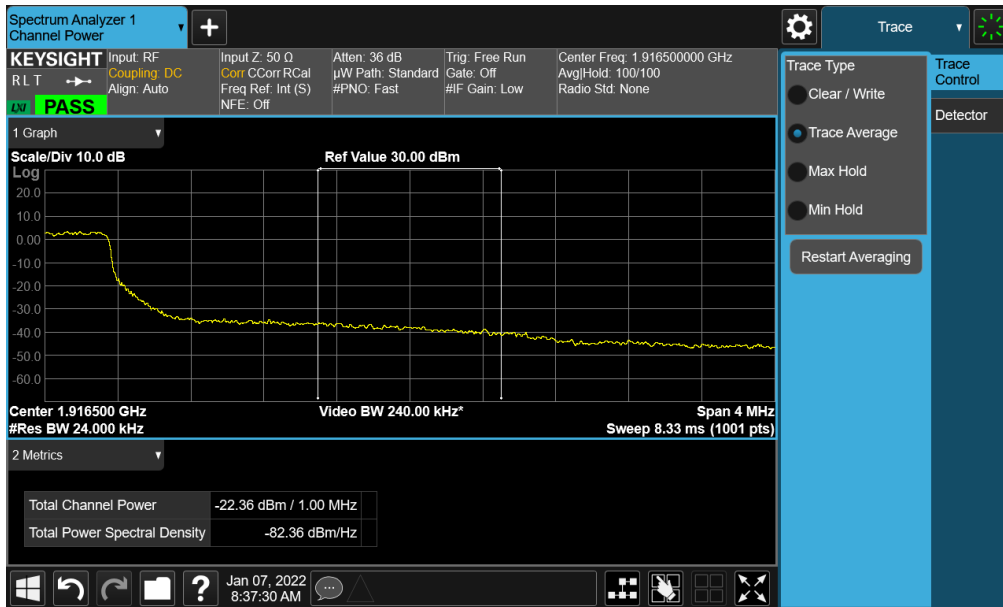 Spectrum Analyzer 1
Channel Power
+
Trace
KEYSIGHT
R L T
LXI
PASS
Input: RF
Coupling: DC
Align: Auto
Input Z: 50 Ω
Corr CCorr RCal
Freq Ref: Int (S)
NFE: Off
Atten: 36 dB
µW Path: Standard
#PNO: Fast
Trig: Free Run
Gate: Off
#IF Gain: Low
Center Freq: 1.916500000 GHz
Avg|Hold: 100/100
Radio Std: None
Trace Type
Clear / Write
Trace Average
Max Hold
Min Hold
Restart Averaging
Trace
Control
Detector
1 Graph
Scale/Div 10.0 dB
Ref Value 30.00 dBm
Log
20.0
10.0
0.00
-10.0
-20.0
-30.0
-40.0
-50.0
-60.0
Center 1.916500 GHz
Video BW 240.00 kHz*
Span 4 MHz
#Res BW 24.000 kHz
Sweep 8.33 ms (1001 pts)
2 Metrics
Total Channel Power -22.36 dBm / 1.00 MHz
Total Power Spectral Density -82.36 dBm/Hz
?
Jan 07, 2022
8:37:30 AM